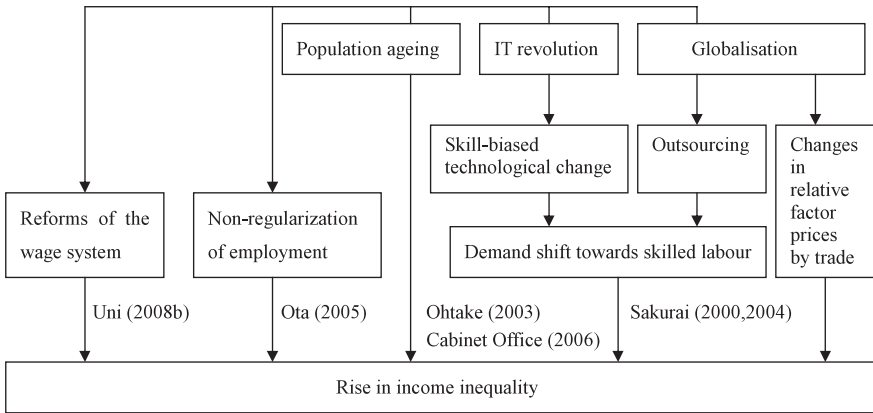 Population ageing
IT revolution
Globalisation
Skill-biased
technological change
Outsourcing
Changes
in
relative
factor
prices
by trade
Reforms of the
wage system
Non-regularization
of employment
Demand shift towards skilled labour
Uni (2008b)
Ota (2005)
Ohtake (2003)
Cabinet Office (2006)
Sakurai (2000,2004)
Rise in income inequality